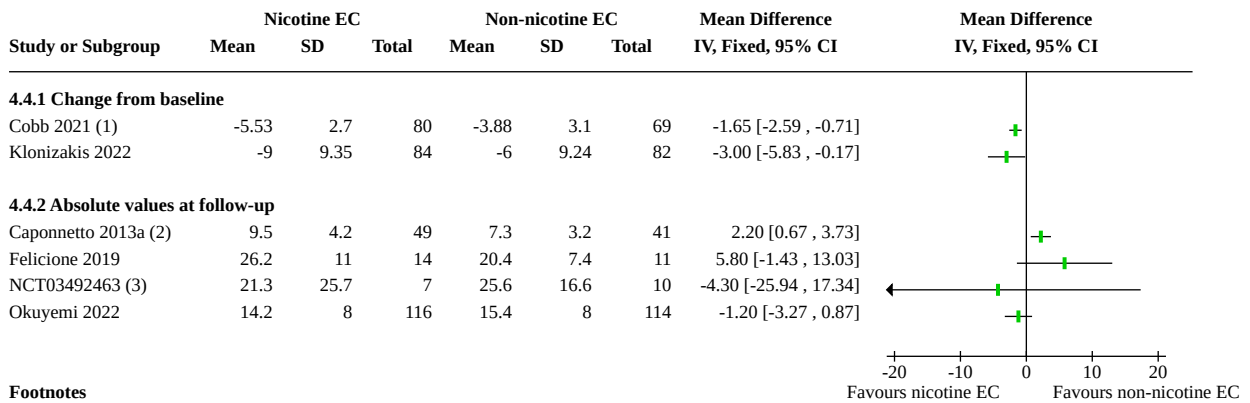 Nicotine EC Non-nicotine EC Mean Difference Mean Difference
Study or Subgroup Mean SD Total Mean SD Total IV, Fixed, 95% CI IV, Fixed, 95% CI
4.4.1 Change from baseline
Cobb 2021 (1) -5.53 2.7 80 -3.88 3.1 69 -1.65 [-2.59 , -0.71]
Klonizakis 2022 -9 9.35 84 -6 9.24 82 -3.00 [-5.83 , -0.17]
4.4.2 Absolute values at follow-up
Caponnetto 2013a (2) 9.5 4.2 49 7.3 3.2 41 2.20 [0.67 , 3.73]
Felicione 2019 26.2 11 14 20.4 7.4 11 5.80 [-1.43 , 13.03]
NCT03492463 (3) 21.3 25.7 7 25.6 16.6 10 -4.30 [-25.94 , 17.34]
Okuyemi 2022 14.2 8 116 15.4 8 114 -1.20 [-3.27 , 0.87]
-20 -10 0 10 20
Footnotes Favours nicotine EC Favours non-nicotine EC